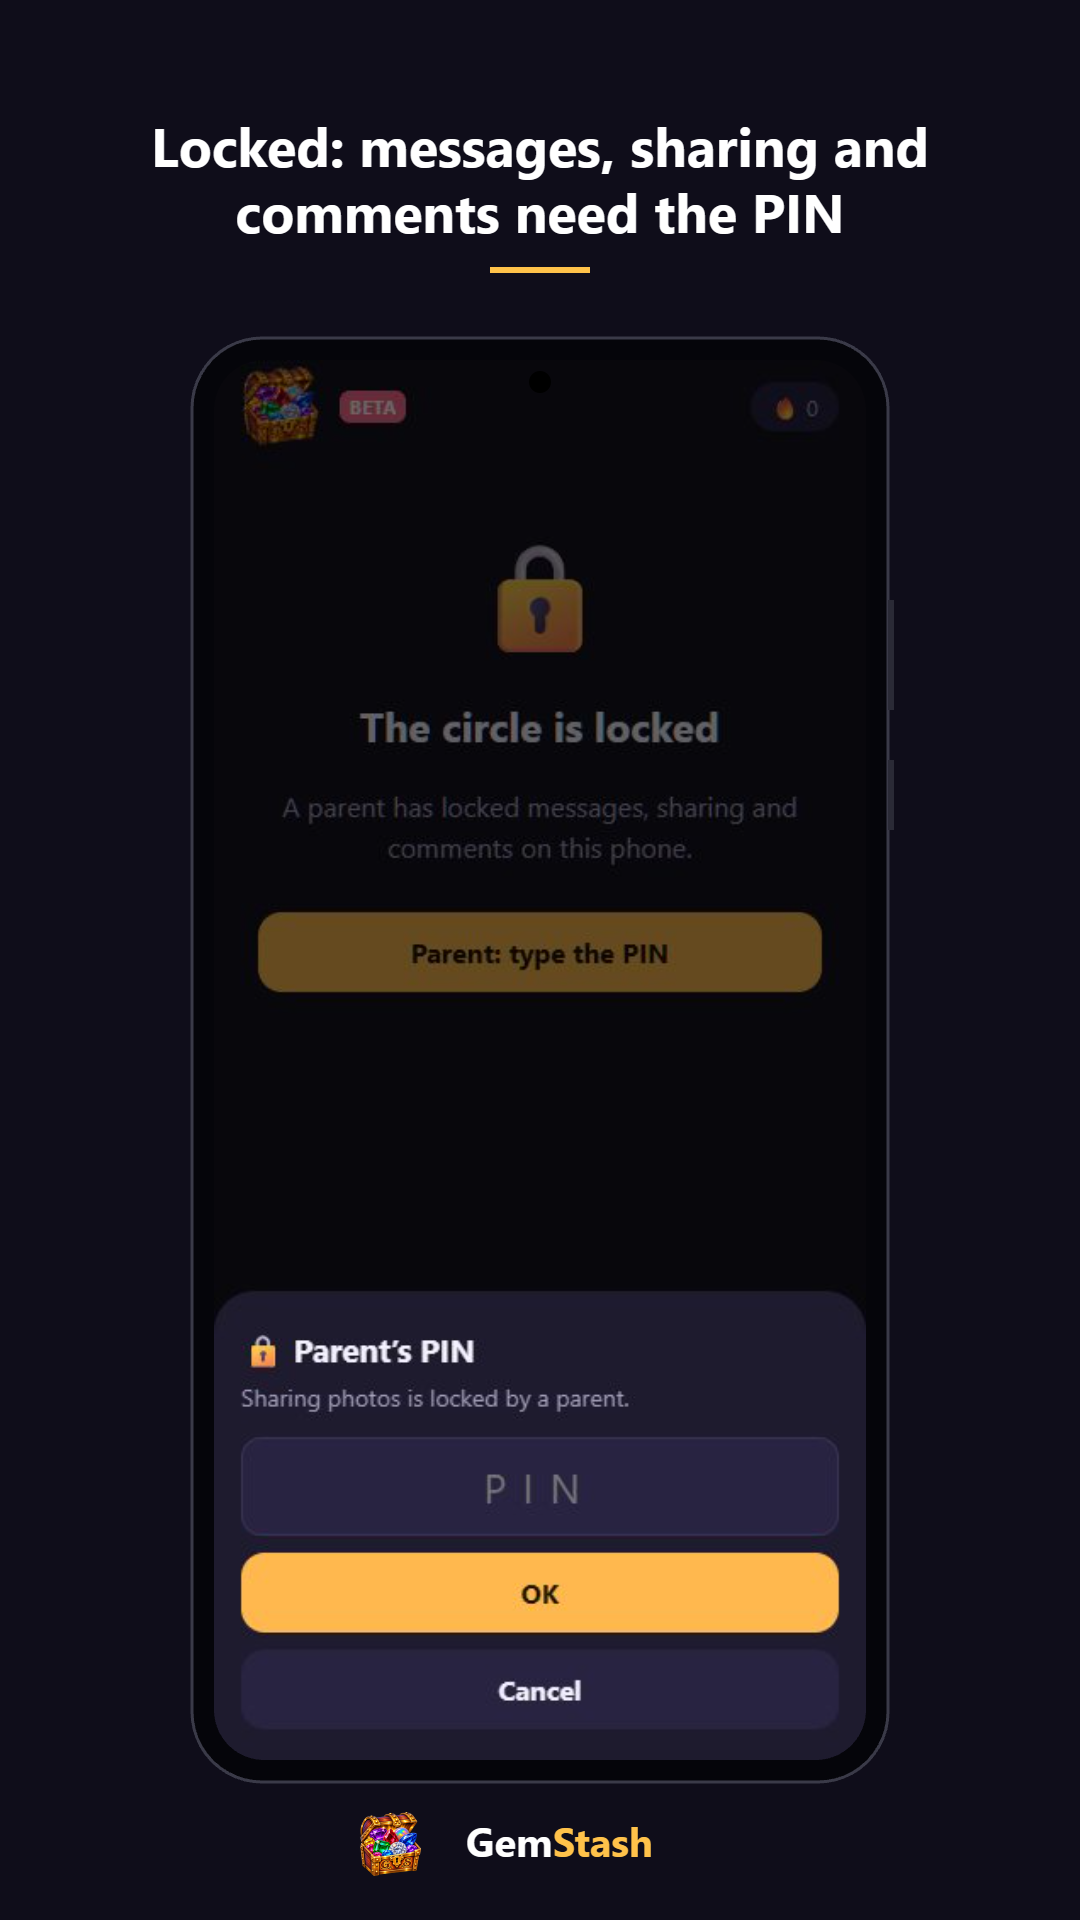 Locked: messages, sharing and
comments need the PIN
BETA
0
The circle is locked
A parent has locked messages, sharing and
comments on this phone.
Parent: type the PIN
Parent's PIN
Sharing photos is locked by a parent.
PIN
OK
Cancel
GemStash